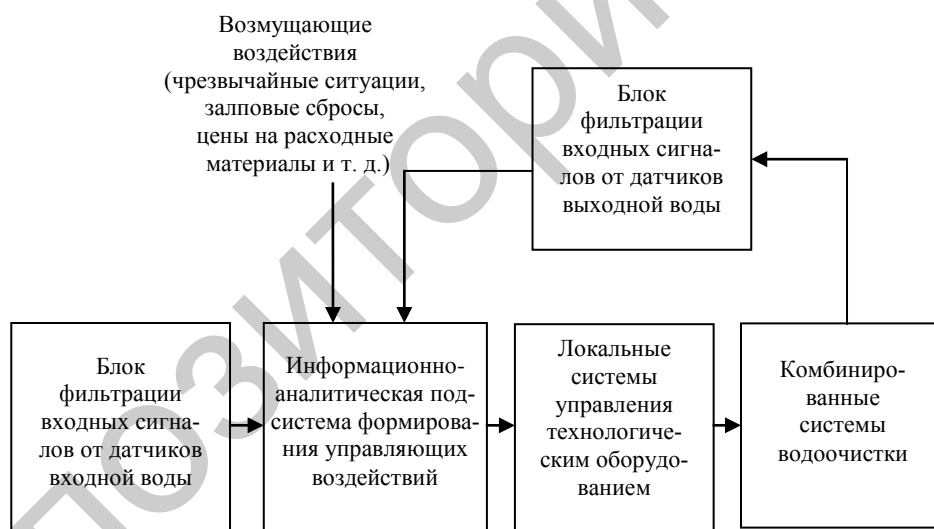 Возмущающие
воздействия
(чрезвычайные ситуации,
залповые сбросы,
цены на расходные
материалы и т. д.)
Блок
фильтрации
входных сигна-
лов от датчиков
выходной воды
Блок
фильтрации
входных сигна-
лов от датчиков
входной воды
Информационно-
аналитическая под-
система формирова-
ния управляющих
воздействий
Локальные
системы
управления
технологиче-
ским оборудо-
ванием
Комбиниро-
ванные
системы
водоочистки
позитори